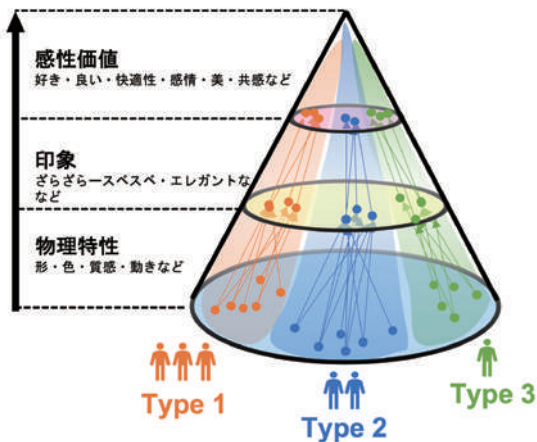 感性価値
好き・良い・快適性・感情・美・共感など
印象
ざらざらースベスベ・エレガントな
など
物理特性
形・色・質感・動きなど
Type 1
Type 2
Type 3